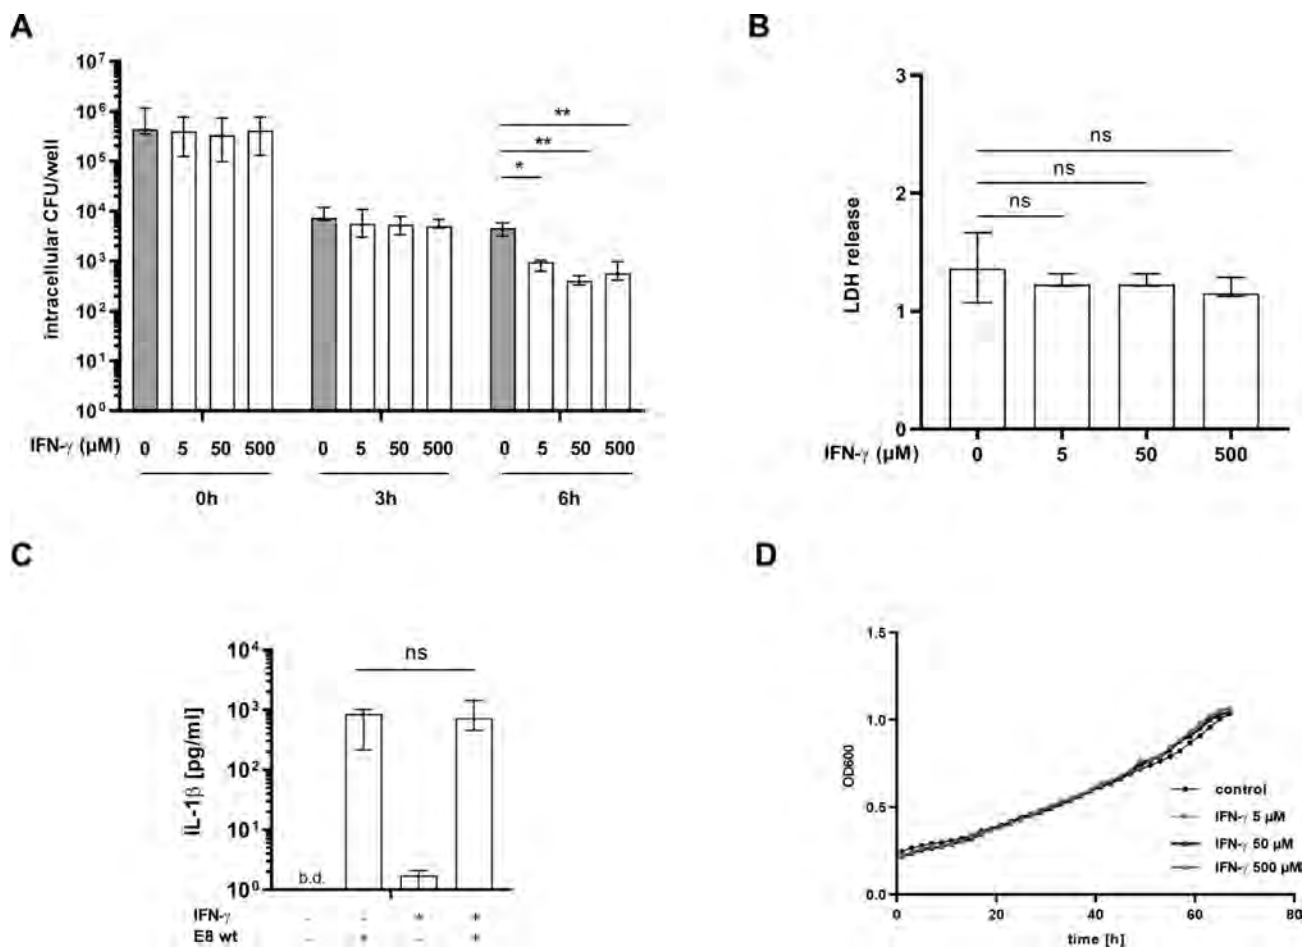 A
intracellular CFU/well
10⁷
10⁶
10⁵
10⁴
10³
10²
10¹
10⁰
**
**
*
IFN-γ (µM) 0 5 50 500 0 5 50 500 0 5 50 500
0h 3h 6h
B
LDH release
3
2
1
0
ns
ns
ns
IFN-γ (µM) 0 5 50 500
C
IL-1β [pg/ml]
10⁴
10³
10²
10¹
10⁰
ns
b.d.
IFN-γ - - + +
E8 wt - + - +
D
OD600
1.5
1.0
0.5
0.0
control
IFN-γ 5 µM
IFN-γ 50 µM
IFN-γ 500 µM
0 20 40 60 80
time [h]